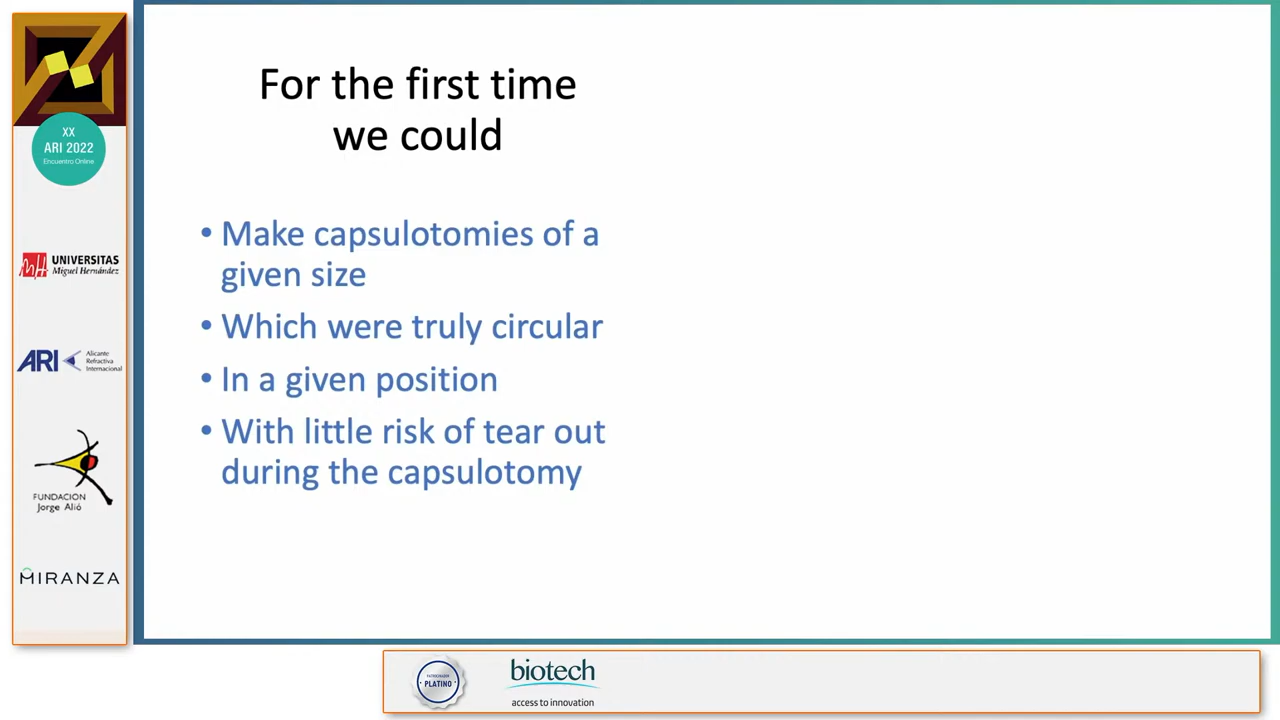 For the first time
we could
• Make capsulotomies of a
given size
• Which were truly circular
• In a given position
• With little risk of tear out
during the capsulotomy
XX
ARI 2022
Encuentro Online
UNIVERSITAS
Miguel Hernández
ARI
Alicante
Refractiva
Internacional
FUNDACION
Jorge Alió
MIRANZA
PATROCINADOR
PLATINO
biotech
access to innovation